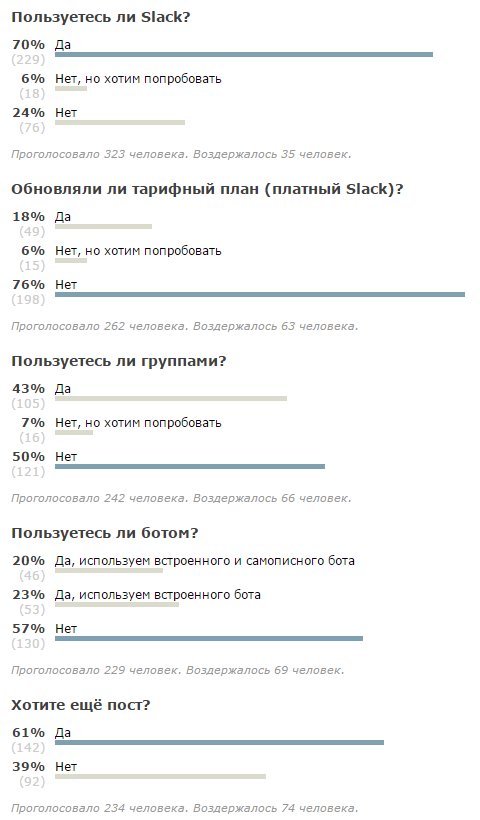 Пользуетесь ли Slack?
70% Да
(229)
6% Нет, но хотим попробовать
(18)
24% Нет
(76)
Проголосовало 323 человека. Воздержалось 35 человек.
Обновляли ли тарифный план (платный Slack)?
18% Да
(49)
6% Нет, но хотим попробовать
(15)
76% Нет
(198)
Проголосовало 262 человека. Воздержалось 63 человека.
Пользуетесь ли группами?
43% Да
(105)
7% Нет, но хотим попробовать
(16)
50% Нет
(121)
Проголосовало 242 человека. Воздержалось 66 человек.
Пользуетесь ли ботом?
20% Да, используем встроенного и самописного бота
(46)
23% Да, используем встроенного бота
(53)
57% Нет
(130)
Проголосовало 229 человек. Воздержалось 69 человек.
Хотите ещё пост?
61% Да
(142)
39% Нет
(92)
Проголосовало 234 человека. Воздержалось 74 человека.